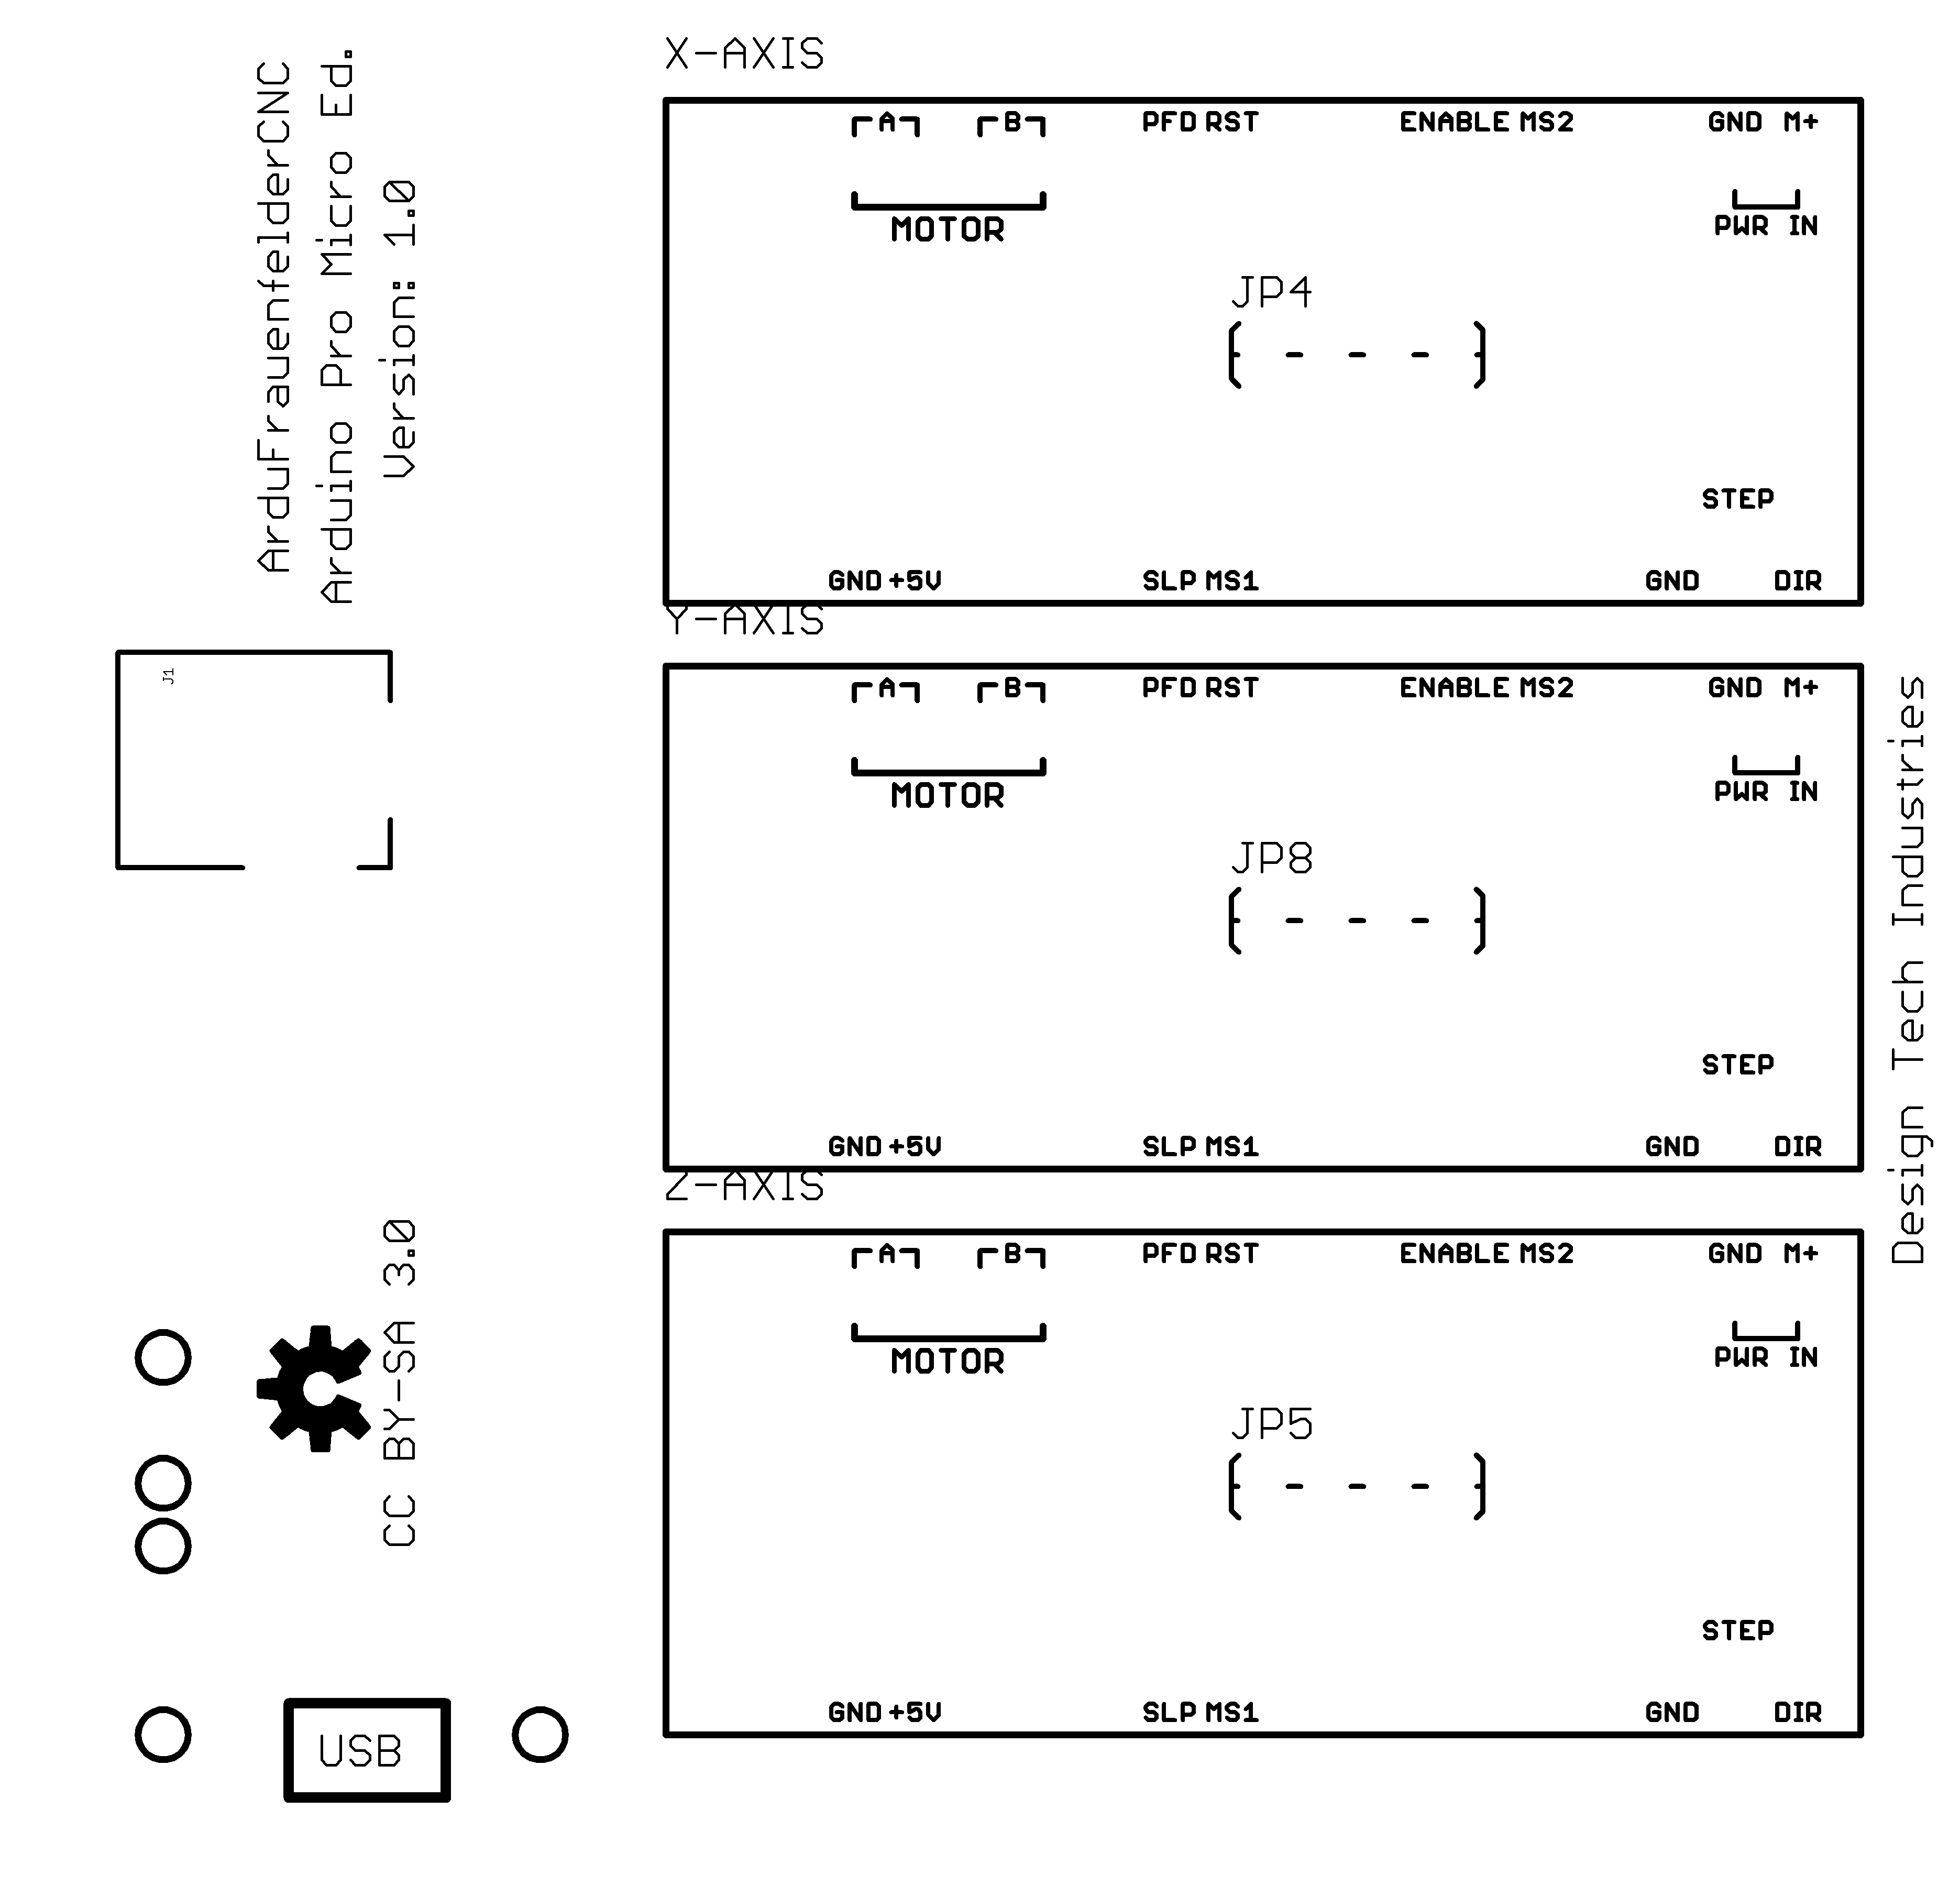 ArduFrauenfelderCNC
Arduino Pro Micro Ed.
Version: 1.0
J1
CC BY-SA 3.0
USB
X-AXIS
A B PFD RST ENABLE MS2 GND M+
MOTOR PWR IN
JP4
STEP
GND +5V SLP MS1 GND DIR
Y-AXIS
A B PFD RST ENABLE MS2 GND M+
MOTOR PWR IN
JP8
STEP
GND +5V SLP MS1 GND DIR
Z-AXIS
A B PFD RST ENABLE MS2 GND M+
MOTOR PWR IN
JP5
STEP
GND +5V SLP MS1 GND DIR
Design Tech Industries